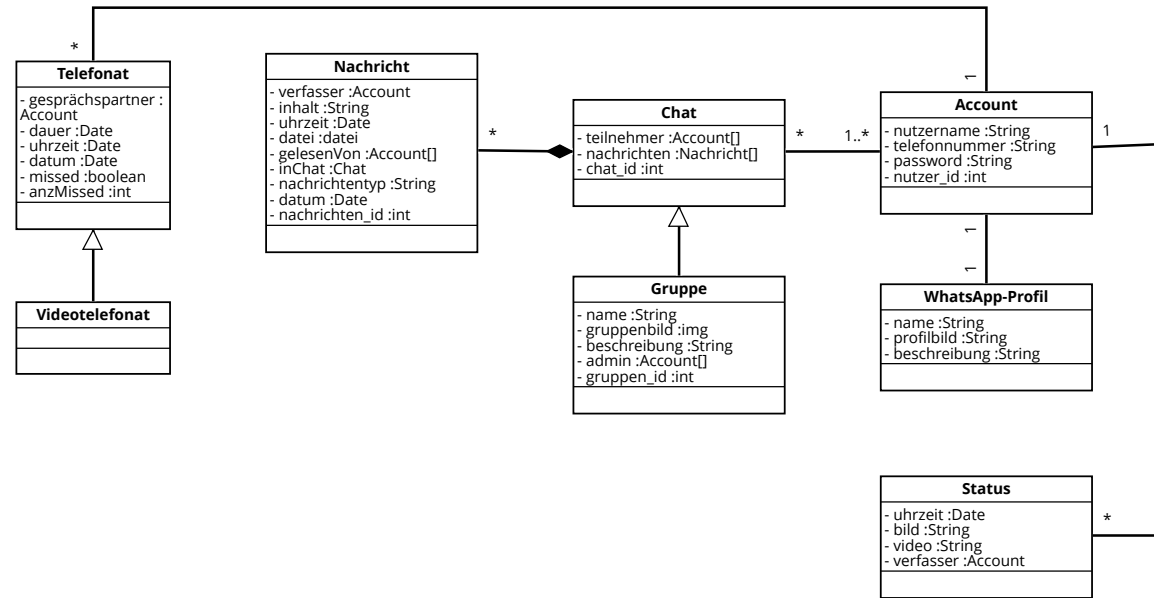 *
Telefonat
- gesprächspartner :
Account
- dauer :Date
- uhrzeit :Date
- datum :Date
- missed :boolean
- anzMissed :int
Videotelefonat
Nachricht
- verfasser :Account
- inhalt :String
- uhrzeit :Date
- datei :datei
- gelesenVon :Account[]
- inChat :Chat
- nachrichtentyp :String
- datum :Date
- nachrichten_id :int
*
Chat
- teilnehmer :Account[]
- nachrichten :Nachricht[]
- chat_id :int
*
1..*
Gruppe
- name :String
- gruppenbild :img
- beschreibung :String
- admin :Account[]
- gruppen_id :int
1
Account
- nutzername :String
- telefonnummer :String
- password :String
- nutzer_id :int
1
1
1
WhatsApp-Profil
- name :String
- profilbild :String
- beschreibung :String
Status
- uhrzeit :Date
- bild :String
- video :String
- verfasser :Account
*